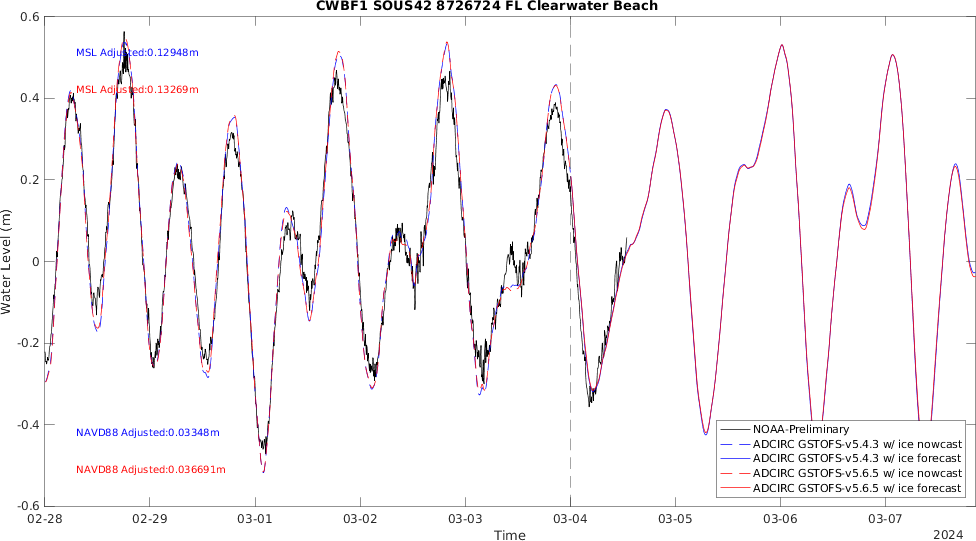 CWBF1 SOUS42 8726724 FL Clearwater Beach
0.6
MSL Adjusted:0.12948m
MSL Adjusted:0.13269m
0.4
0.2
0
-0.2
-0.4
-0.6
Water Level (m)
NAVD88 Adjusted:0.03348m
NAVD88 Adjusted:0.036691m
NOAA-Preliminary
ADCIRC GSTOFS-v5.4.3 w/ ice nowcast
ADCIRC GSTOFS-v5.4.3 w/ ice forecast
ADCIRC GSTOFS-v5.6.5 w/ ice nowcast
ADCIRC GSTOFS-v5.6.5 w/ ice forecast
02-28 02-29 03-01 03-02 03-03 03-04 03-05 03-06 03-07
Time
2024